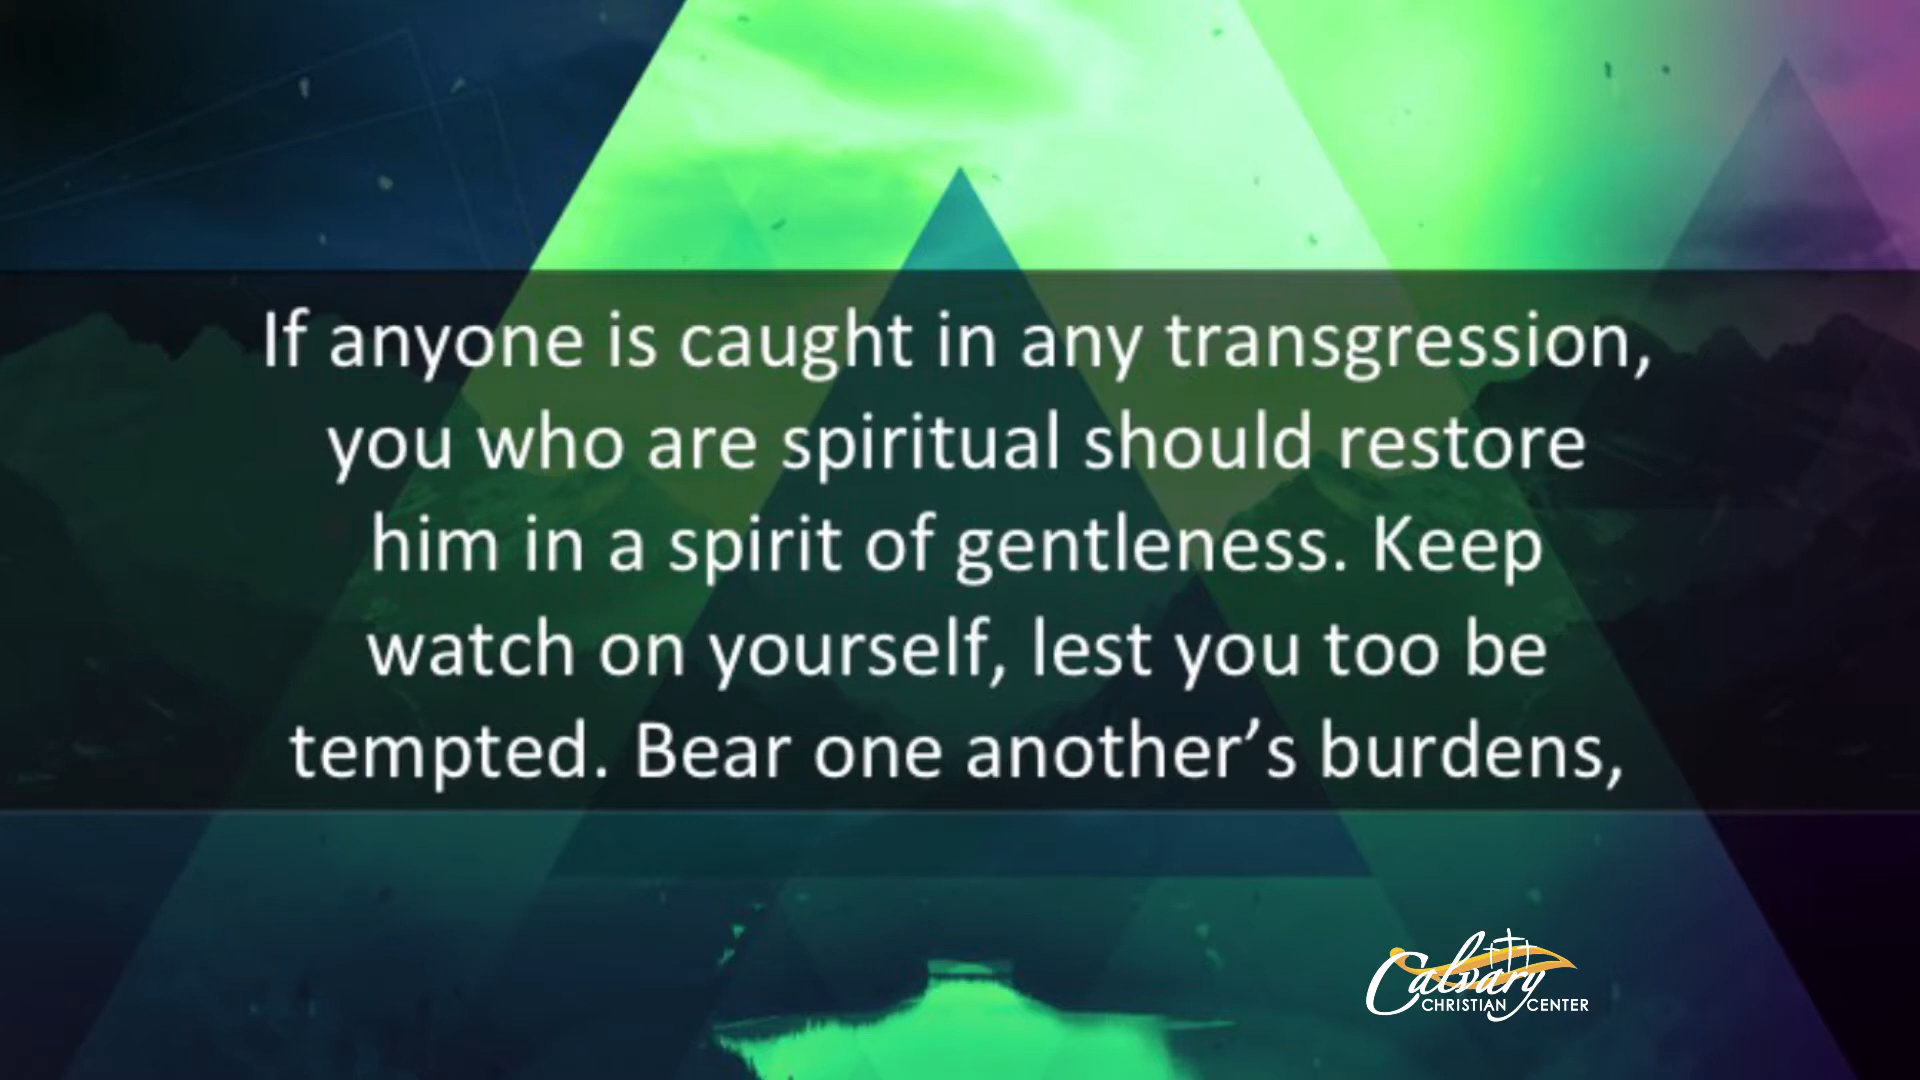 If anyone is caught in any transgression,
you who are spiritual should restore
him in a spirit of gentleness. Keep
watch on yourself, lest you too be
tempted. Bear one another’s burdens,
Calvary
CHRISTIAN CENTER